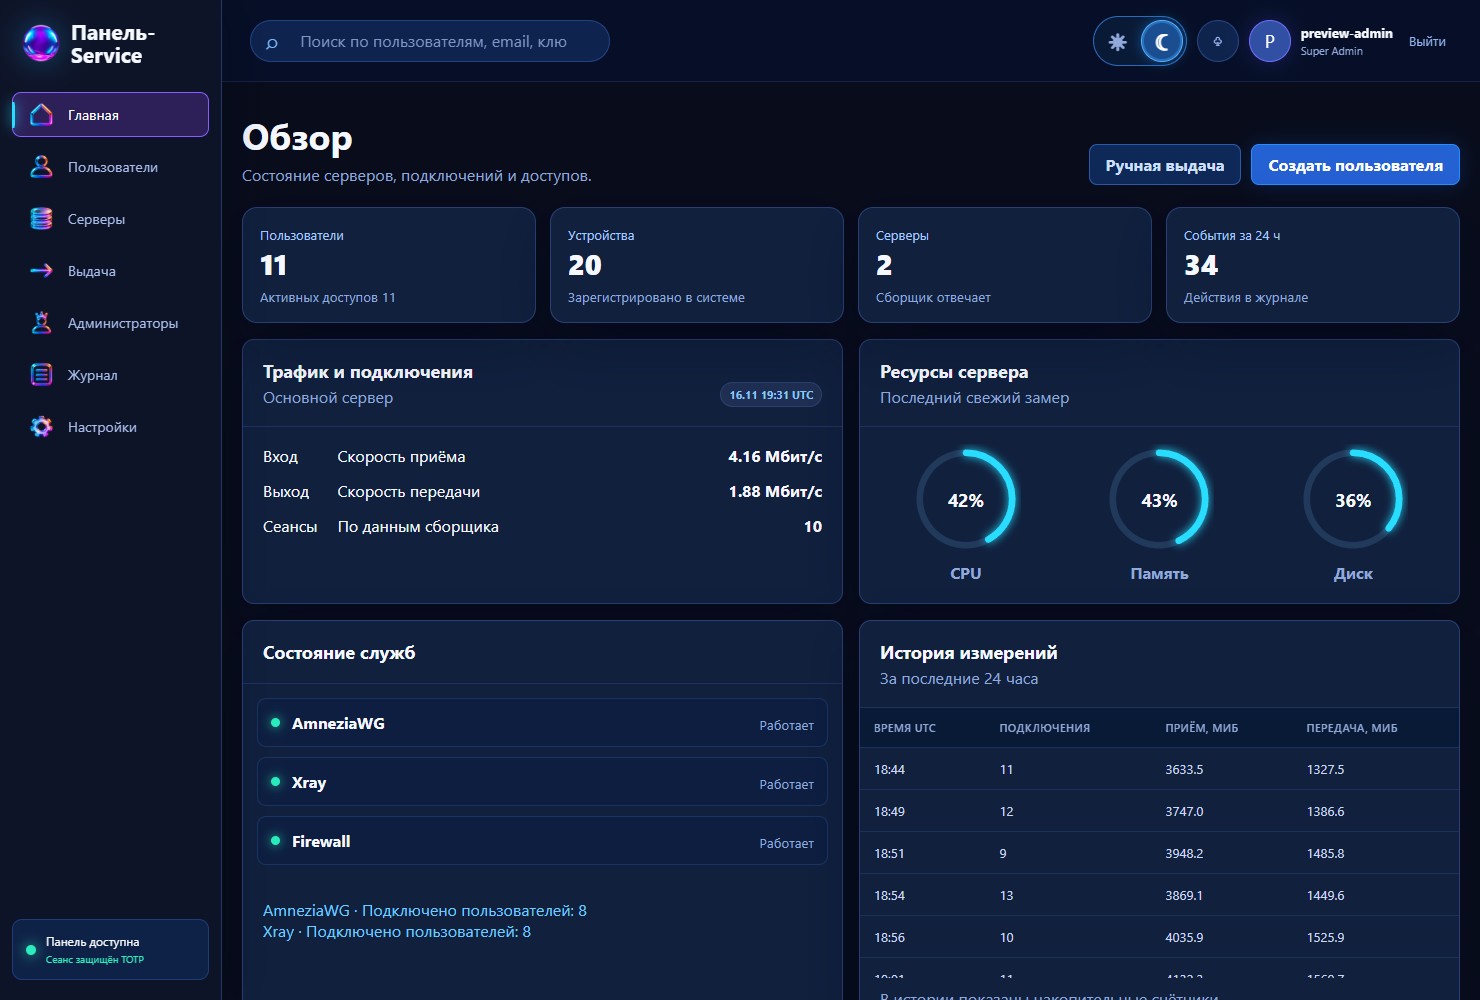 Панель-
Service
Поиск по пользователям, email, клю
P
preview-admin
Super Admin
Выйти
Главная
Пользователи
Серверы
Выдача
Администраторы
Журнал
Настройки
Панель доступна
Сеанс защищён TOTP
Обзор
Состояние серверов, подключений и доступов.
Ручная выдача
Создать пользователя
Пользователи
11
Активных доступов 11
Устройства
20
Зарегистрировано в системе
Серверы
2
Сборщик отвечает
События за 24 ч
34
Действия в журнале
Трафик и подключения
Основной сервер
16.11 19:31 UTC
Вход Скорость приёма 4.16 Мбит/с
Выход Скорость передачи 1.88 Мбит/с
Сеансы По данным сборщика 10
Ресурсы сервера
Последний свежий замер
42% 43% 36%
CPU Память Диск
Состояние служб
AmneziaWG Работает
Xray Работает
Firewall Работает
AmneziaWG · Подключено пользователей: 8
Xray · Подключено пользователей: 8
История измерений
За последние 24 часа
ВРЕМЯ UTC ПОДКЛЮЧЕНИЯ ПРИЁМ, МИБ ПЕРЕДАЧА, МИБ
18:44 11 3633.5 1327.5
18:49 12 3747.0 1386.6
18:51 9 3948.2 1485.8
18:54 13 3869.1 1449.6
18:56 10 4035.9 1525.9
В истории показаны накопительные счётчики